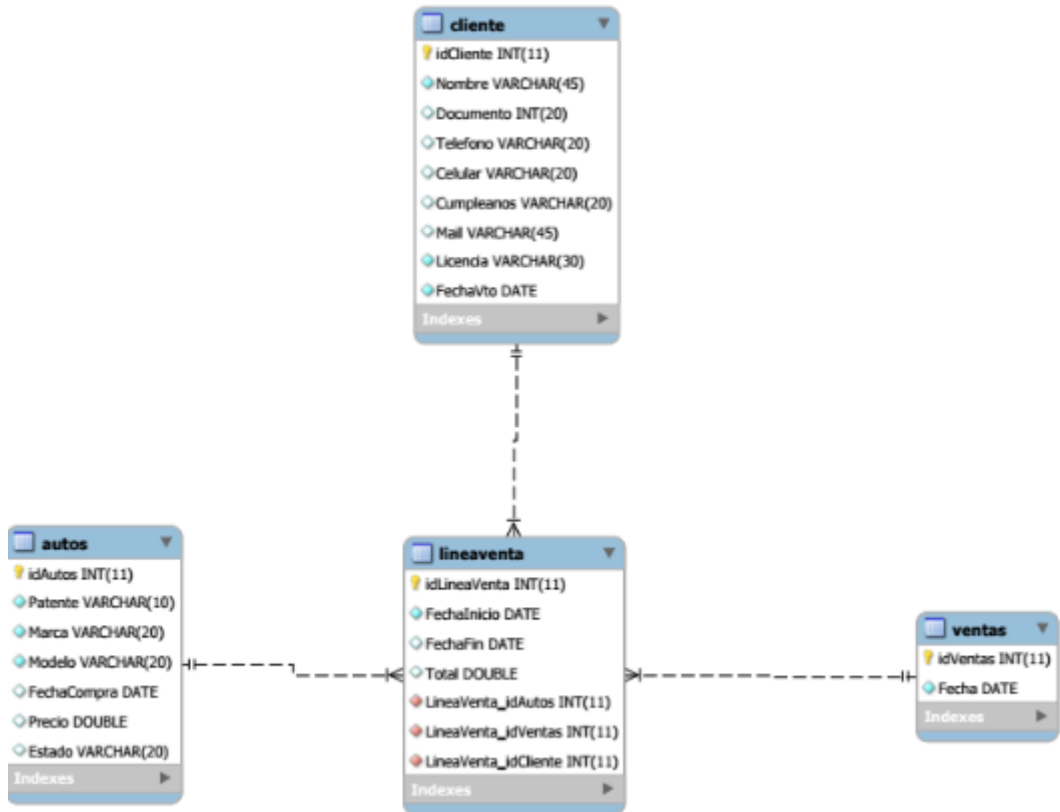 cliente
idCliente INT(11)
Nombre VARCHAR(45)
Documento INT(20)
Telefono VARCHAR(20)
Celular VARCHAR(20)
Cumpleanos VARCHAR(20)
Mail VARCHAR(45)
Licencia VARCHAR(30)
FechaVto DATE
Indexes
autos
idAutos INT(11)
Patente VARCHAR(10)
Marca VARCHAR(20)
Modelo VARCHAR(20)
FechaCompra DATE
Precio DOUBLE
Estado VARCHAR(20)
Indexes
lineaventa
idLineaVenta INT(11)
FechaInicio DATE
FechaFin DATE
Total DOUBLE
LineaVenta_idAutos INT(11)
LineaVenta_idVentas INT(11)
LineaVenta_idCliente INT(11)
Indexes
ventas
idVentas INT(11)
Fecha DATE
Indexes